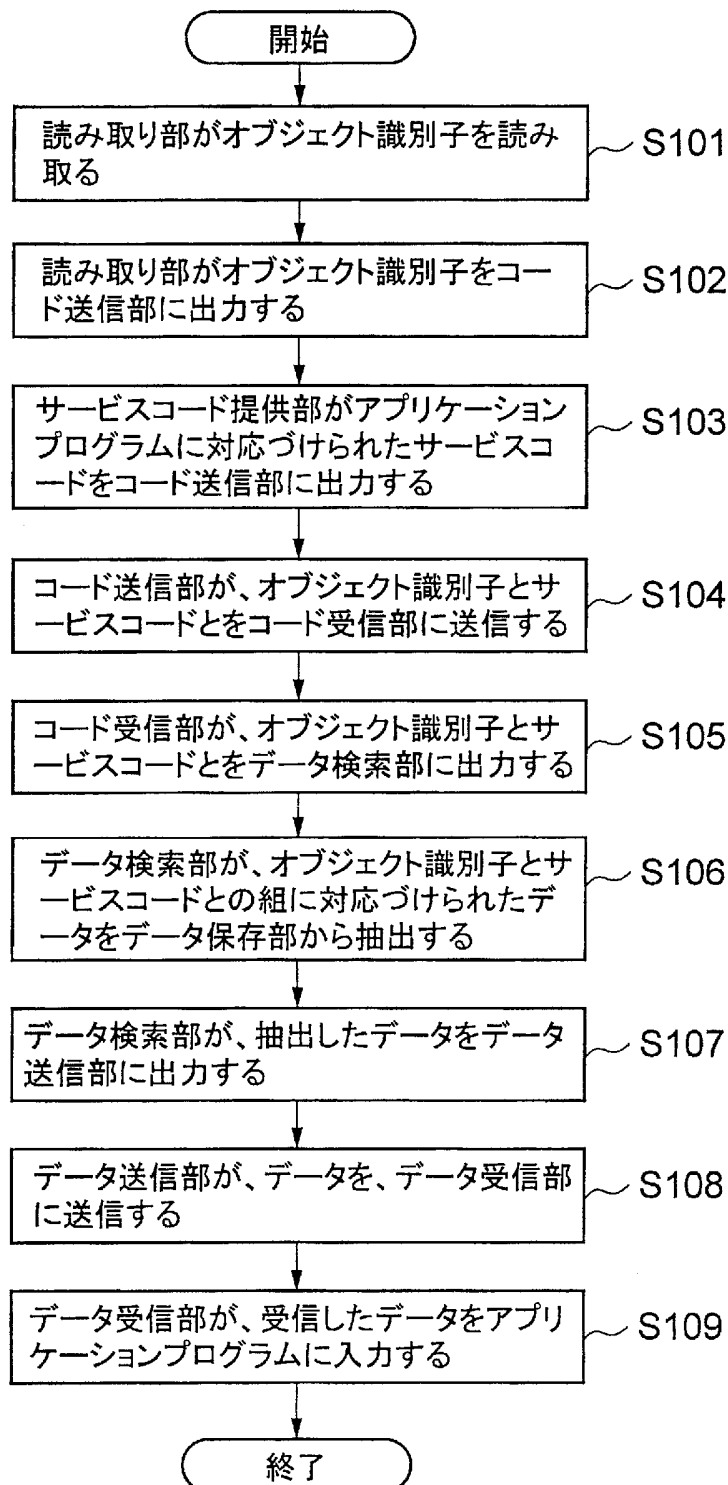 開始
読み取り部がオブジェクト識別子を読み
取る
S101
読み取り部がオブジェクト識別子をコー
ド送信部に出力する
S102
サービスコード提供部がアプリケーション
プログラムに対応づけられたサービスコ
ードをコード送信部に出力する
S103
コード送信部が、オブジェクト識別子とサ
ービスコードとをコード受信部に送信する
S104
コード受信部が、オブジェクト識別子とサ
ービスコードとをデータ検索部に出力する
S105
データ検索部が、オブジェクト識別子とサ
ービスコードとの組に対応づけられたデ
ータをデータ保存部から抽出する
S106
データ検索部が、抽出したデータをデータ
送信部に出力する
S107
データ送信部が、データを、データ受信部
に送信する
S108
データ受信部が、受信したデータをアプリ
ケーションプログラムに入力する
S109
終了